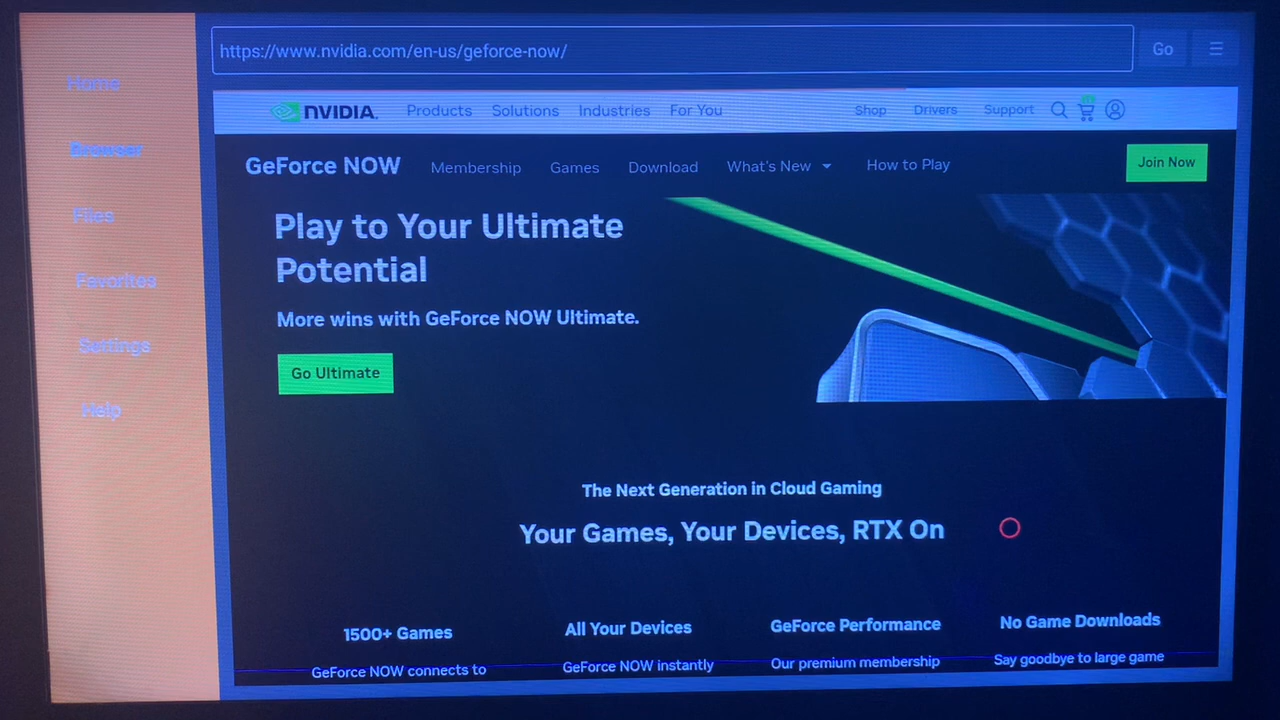 https://www.nvidia.com/en-us/geforce-now/
Go
Home
Browser
Files
Favorites
Settings
Help
NVIDIA.
Products
Solutions
Industries
For You
Shop
Drivers
Support
GeForce NOW
Membership
Games
Download
What's New
How to Play
Join Now
Play to Your Ultimate
Potential
More wins with GeForce NOW Ultimate.
Go Ultimate
The Next Generation in Cloud Gaming
Your Games, Your Devices, RTX On
1500+ Games
All Your Devices
GeForce Performance
No Game Downloads
GeForce NOW connects to
GeForce NOW instantly
Our premium membership
Say goodbye to large game